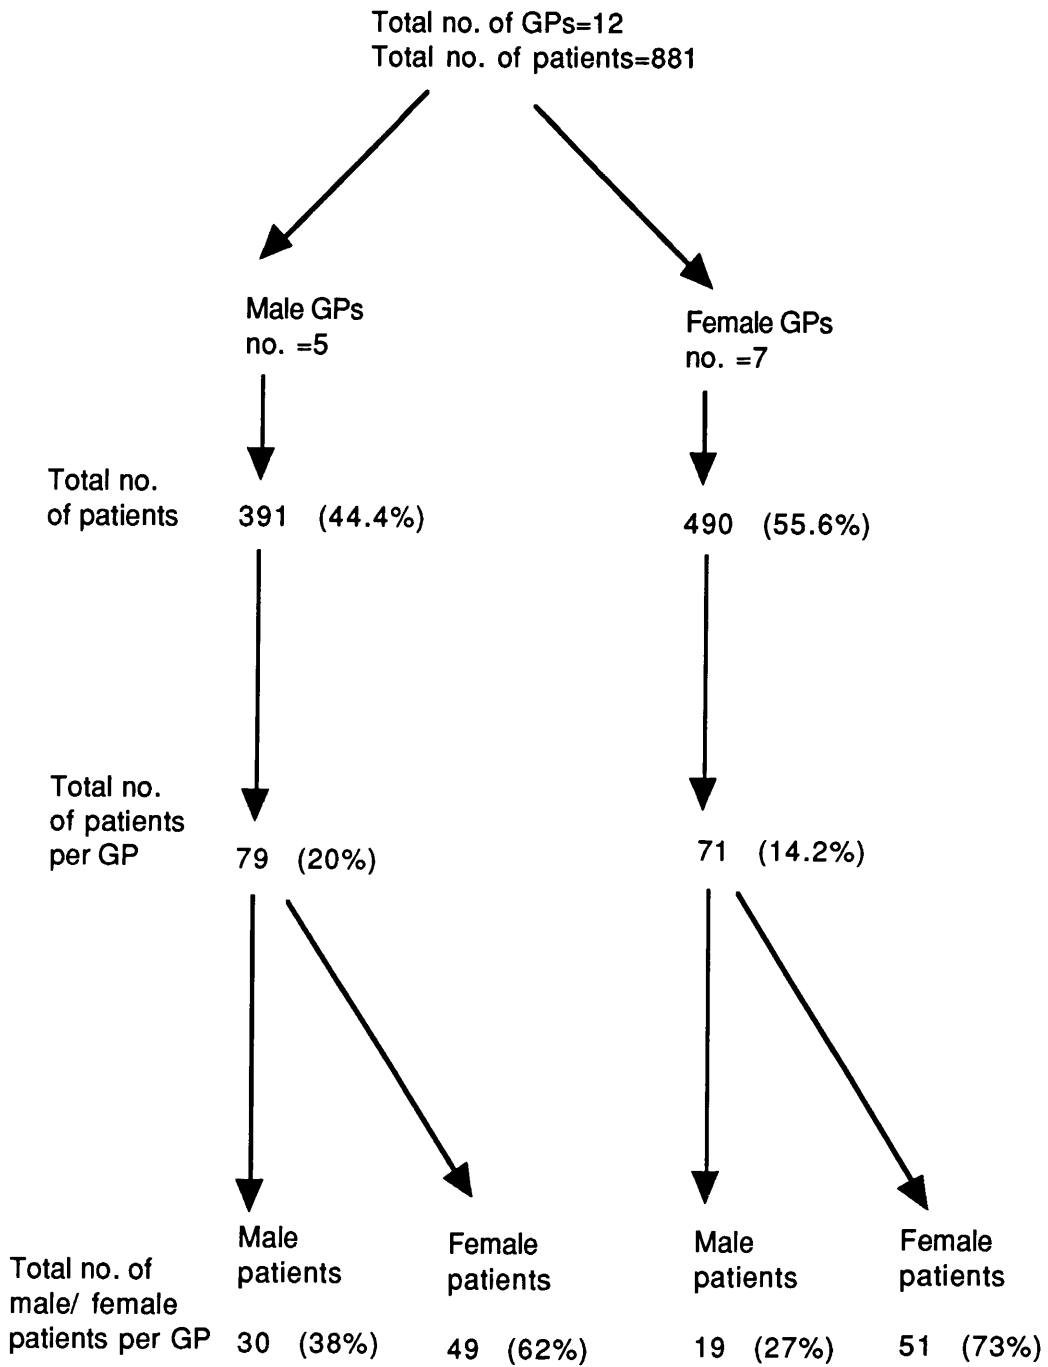 Total no. of GPs=12
Total no. of patients=881
Male GPs
no. =5
Female GPs
no. =7
Total no.
of patients
391 (44.4%)
490 (55.6%)
Total no.
of patients
per GP
79 (20%)
71 (14.2%)
Male
patients
Female
patients
Male
patients
Female
patients
Total no. of
male/ female
patients per GP
30 (38%)
49 (62%)
19 (27%)
51 (73%)